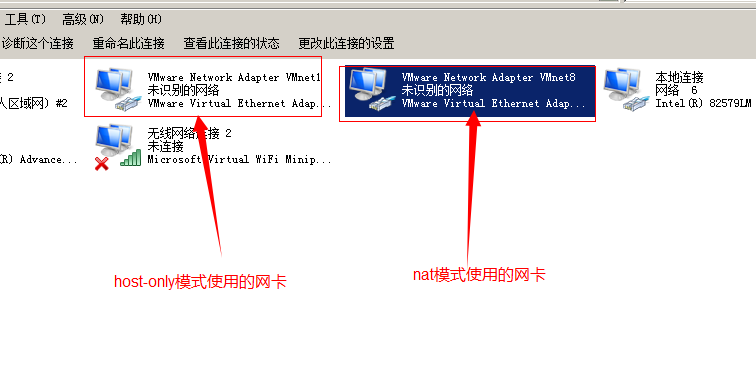 工具(T) 高级(N) 帮助(H)
诊断这个连接 重命名此连接 查看此连接的状态 更改此连接的设置
接 2
人区域网) #2
VMware Network Adapter VMnet1
未识别的网络
VMware Virtual Ethernet Adap...
VMware Network Adapter VMnet8
未识别的网络
VMware Virtual Ethernet Adap...
本地连接
网络 6
Intel(R) 82579LM
(R) Advance...
无线网络连接 2
未连接
Microsoft Virtual WiFi Minip...
host-only模式使用的网卡
nat模式使用的网卡